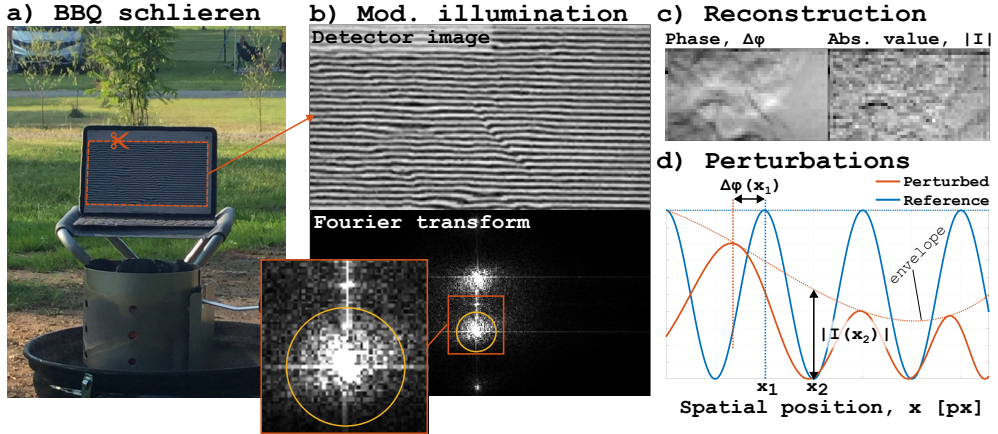 a) BBQ schlieren
b) Mod. illumination
Detector image
Fourier transform
c) Reconstruction
Phase, Δφ
Abs. value, |I|
d) Perturbations
Δφ(x₁)
Perturbed
Reference
envelope
|I(x₂)|
x₁
x₂
Spatial position, x [px]